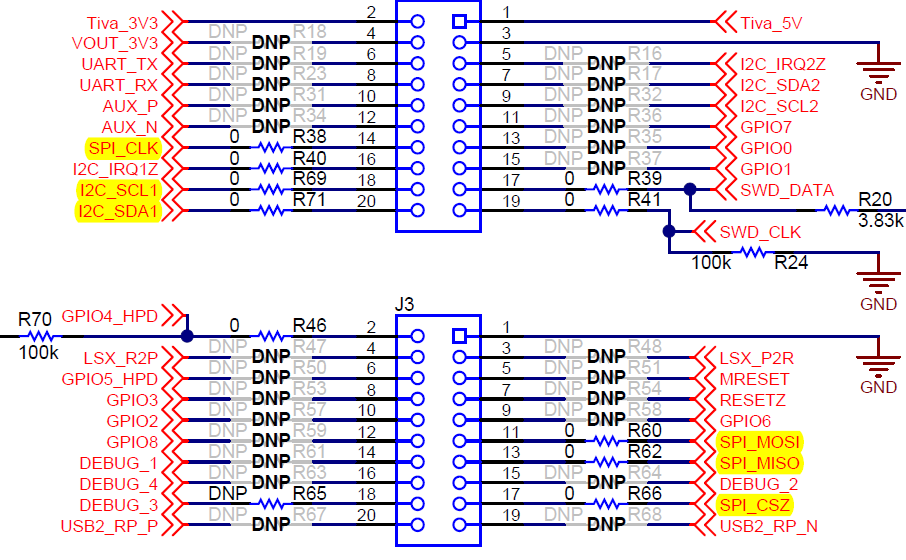 Tiva_3V3 2 1 Tiva_5V
DNP R18
VOUT_3V3 DNP 4 3
DNP R19 DNP R16
UART_TX DNP 6 5 DNP I2C_IRQ2Z
DNP R23 DNP R17
UART_RX DNP 8 7 DNP I2C_SDA2
GND
DNP R31 DNP R32
AUX_P DNP 10 9 DNP I2C_SCL2
DNP R34 DNP R36
AUX_N DNP 12 11 DNP GPIO7
DNP R35
SPI_CLK 0 R38 14 13 DNP GPIO0
DNP R37
I2C_IRQ1Z 0 R40 16 15 DNP GPIO1
I2C_SCL1 0 R69 18 17 0 R39 SWD_DATA
I2C_SDA1 0 R71 20 19 0 R41 R20
3.83k
SWD_CLK
100k R24
GND
J3
R70 GPIO4_HPD
100k
0 R46 2 1
DNP R47 DNP R48
LSX_R2P DNP 4 3 DNP LSX_P2R
DNP R50 DNP R51
GPIO5_HPD DNP 6 5 DNP MRESET
GND
DNP R53 DNP R54
GPIO3 DNP 8 7 DNP RESETZ
DNP R57 DNP R58
GPIO2 DNP 10 9 DNP GPIO6
DNP R59
GPIO8 DNP 12 11 0 R60 SPI_MOSI
DNP R61
DEBUG_1 DNP 14 13 0 R62 SPI_MISO
DNP R63 DNP R64
DEBUG_4 DNP 16 15 DNP DEBUG_2
DEBUG_3 DNP R65 18 17 0 R66 SPI_CSZ
DNP R67 DNP R68
USB2_RP_P DNP 20 19 DNP USB2_RP_N